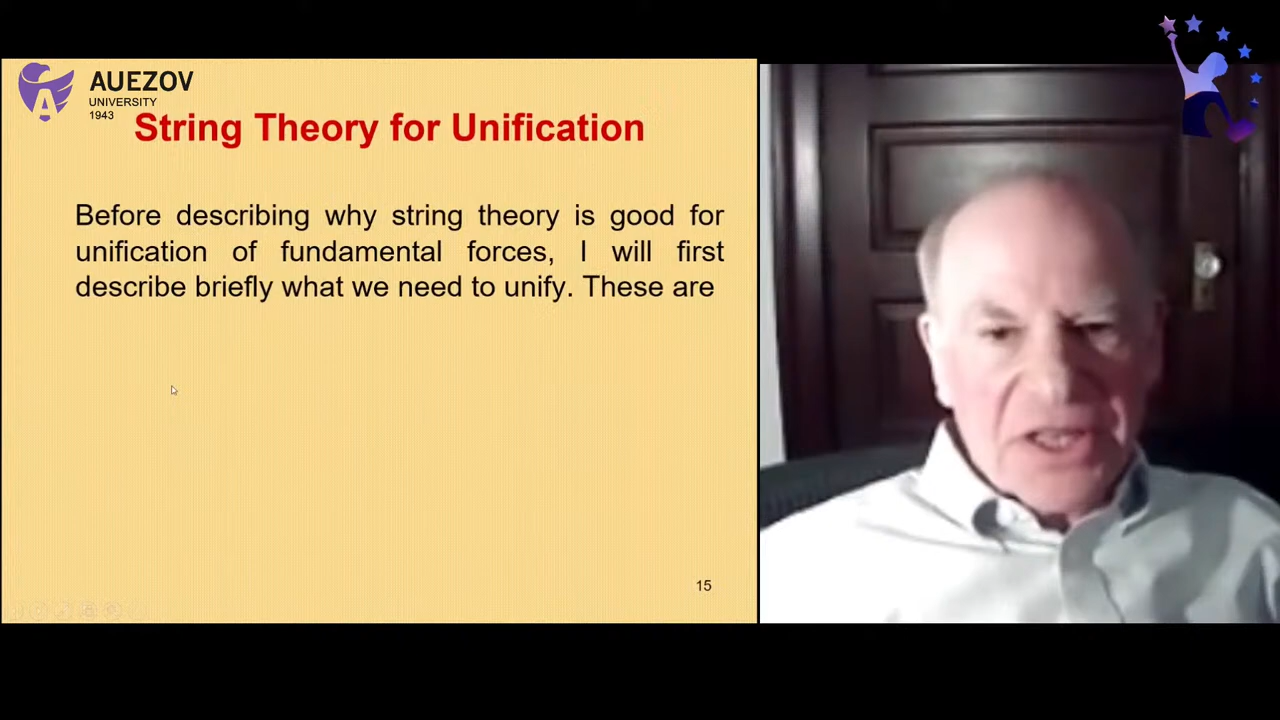 AUEZOV
UNIVERSITY
1943
String Theory for Unification
Before describing why string theory is good for
unification of fundamental forces, I will first
describe briefly what we need to unify. These are
15